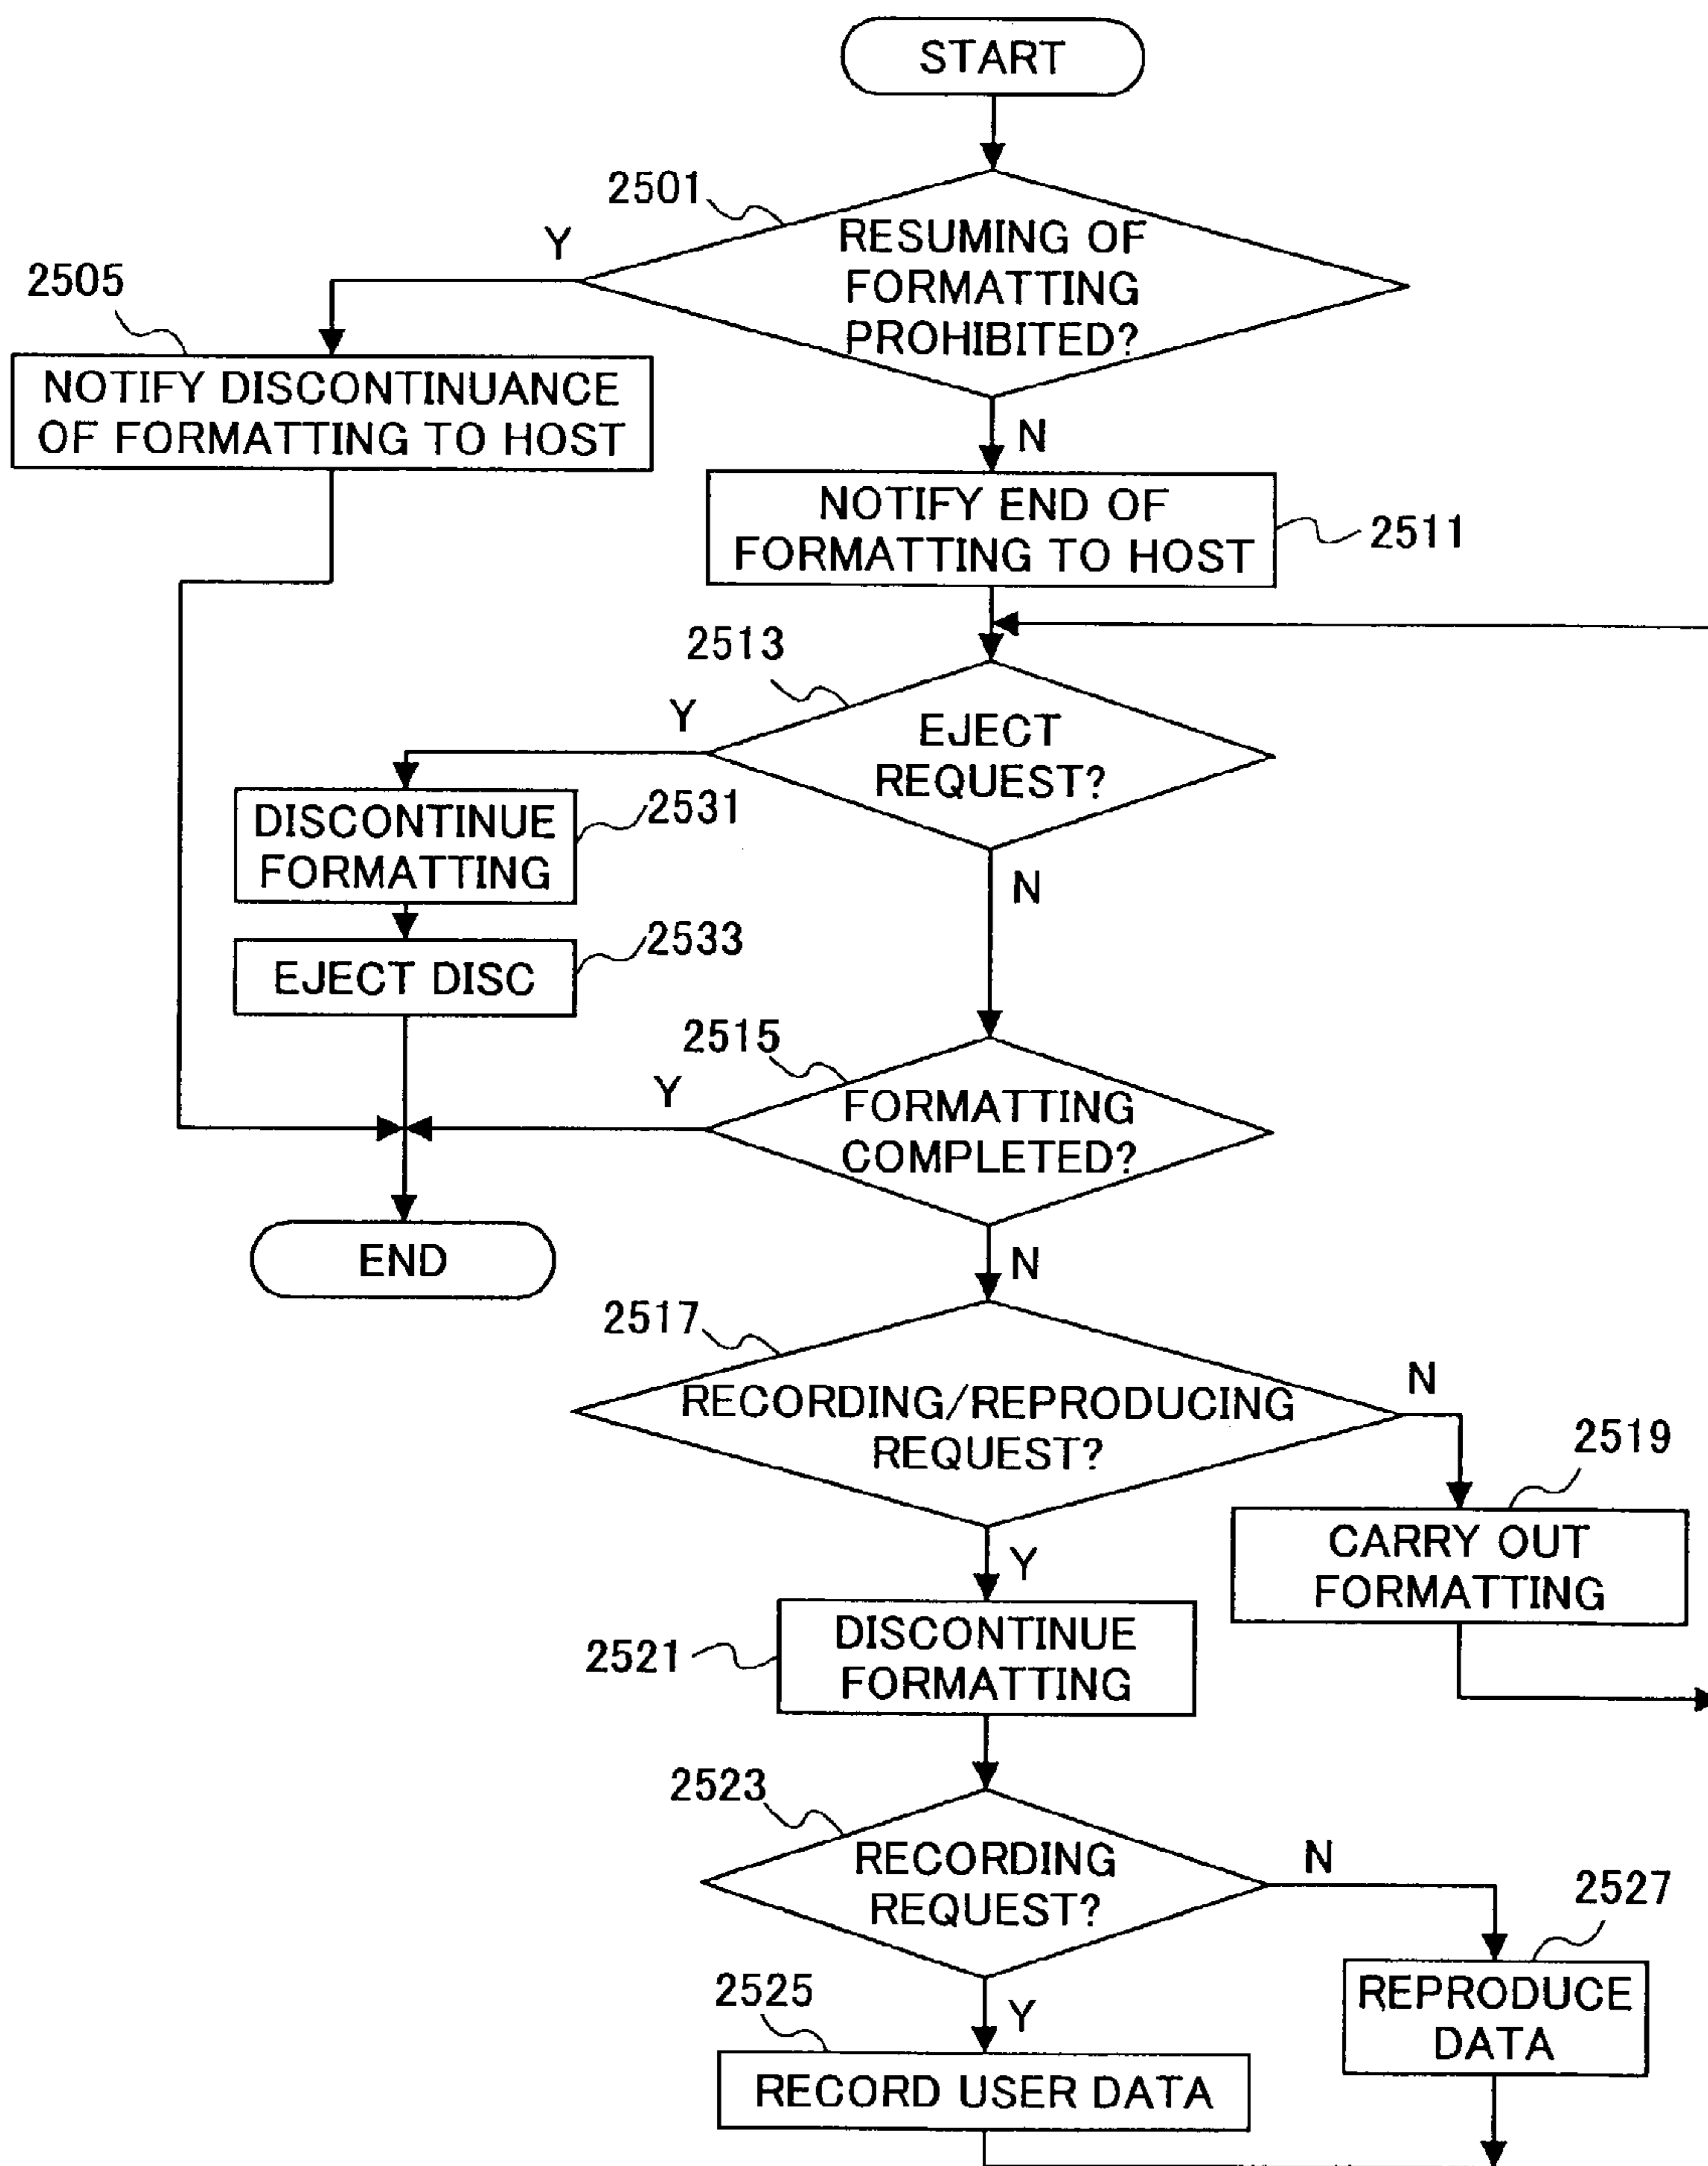 START
2501
RESUMING OF
FORMATTING
PROHIBITED?
Y
2505
NOTIFY DISCONTINUANCE
OF FORMATTING TO HOST
N
NOTIFY END OF
FORMATTING TO HOST
2511
2513
EJECT
REQUEST?
Y
DISCONTINUE
FORMATTING
2531
N
EJECT DISC
2533
2515
FORMATTING
COMPLETED?
Y
END
N
2517
RECORDING/REPRODUCING
REQUEST?
N
2519
CARRY OUT
FORMATTING
Y
DISCONTINUE
FORMATTING
2521
2523
RECORDING
REQUEST?
N
2527
REPRODUCE
DATA
Y
2525
RECORD USER DATA